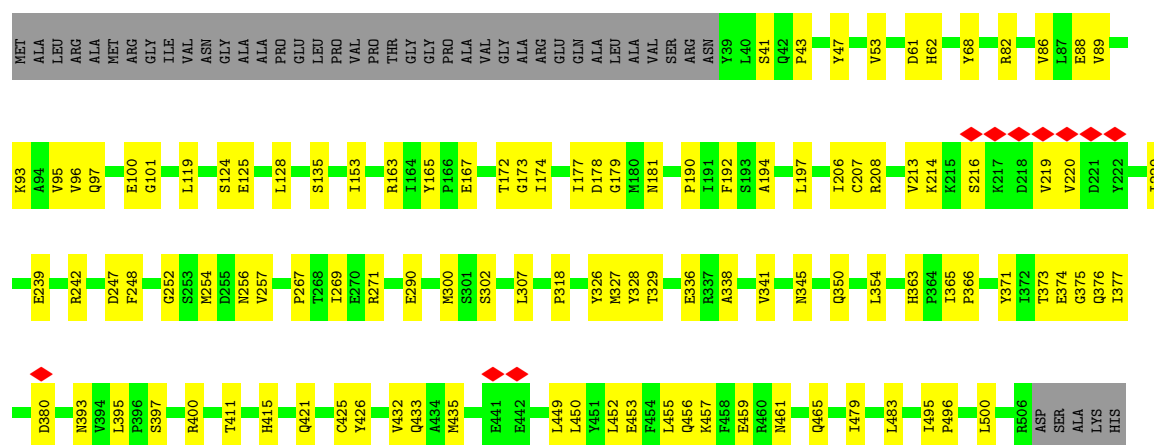 MET ALA LEU ARG ALA MET ARG GLY ILE VAL ASN GLY ALA ALA PRO GLU LEU PRO VAL PRO THR GLY GLY PRO ALA VAL GLY ALA ARG GLU GLN ALA LEU ALA VAL SER ARG ASN Y39 L40 S41 Q42 P43 Y47 V53 D61 H62 Y68 R82 V86 L87 E88 V89
K93 A94 V95 V96 Q97 E100 G101 L119 S124 E125 L128 S135 I153 R163 I164 Y165 P166 E167 T172 G173 I174 I177 D178 G179 M180 N181 P190 I191 F192 S193 A194 L197 I206 C207 R208 V213 K214 K215 S216 K217 D218 V219 V220 D221 Y222
E239 R242 D247 F248 G252 S253 M254 D255 N256 V257 P267 T268 I269 E270 R271 E290 M300 S301 S302 L307 P318 Y326 M327 Y328 T329 E336 R337 A338 V341 N345 Q350 L354 H363 P364 I365 P366 Y371 I372 T373 E374 G375 Q376 I377
D380 N393 V394 L395 P396 S397 R400 T411 H415 Q421 C425 Y426 V432 Q433 A434 M435 E441 E442 L449 L450 Y451 L452 E453 F454 L455 Q456 K457 F458 E459 R460 N461 Q465 I479 L483 I495 P496 L500 R506 ASP SER ALA LYS HIS